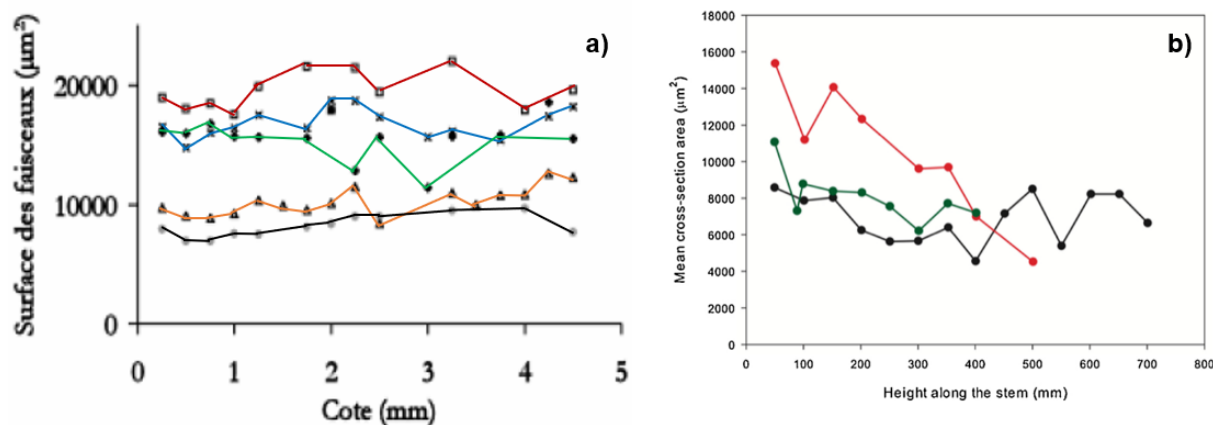 a)
Surface des faisceaux (µm²)
20000
10000
0
0 1 2 3 4 5
Cote (mm)
b)
Mean cross-section area (µm²)
18000
16000
14000
12000
10000
8000
6000
4000
2000
0
0 100 200 300 400 500 600 700 800
Height along the stem (mm)